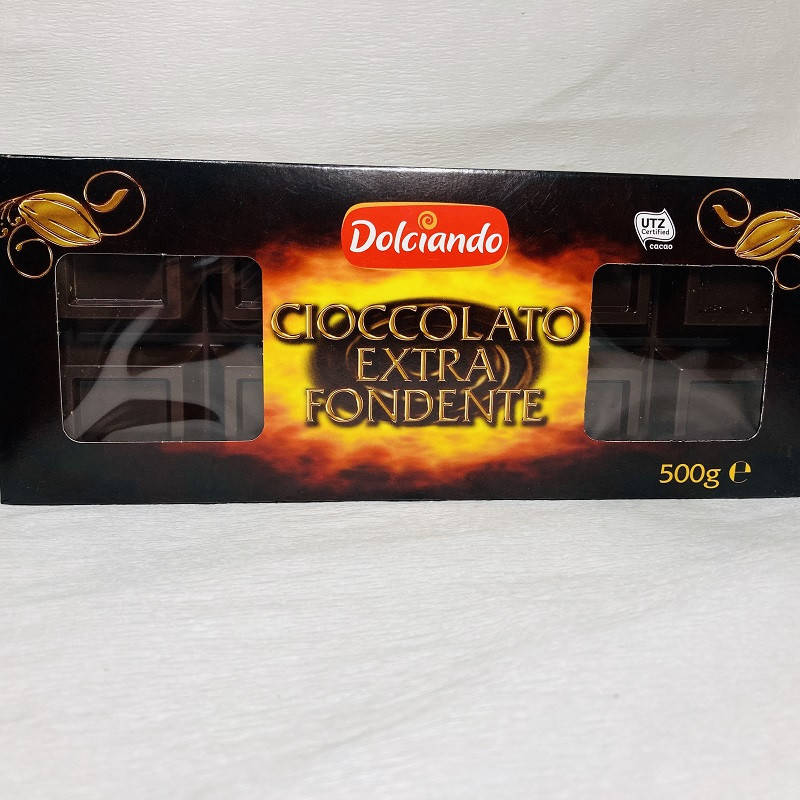 Dolciando
UTZ
Certified
cacao
CIOCCOLATO
EXTRA
FONDENTE
500g ℮